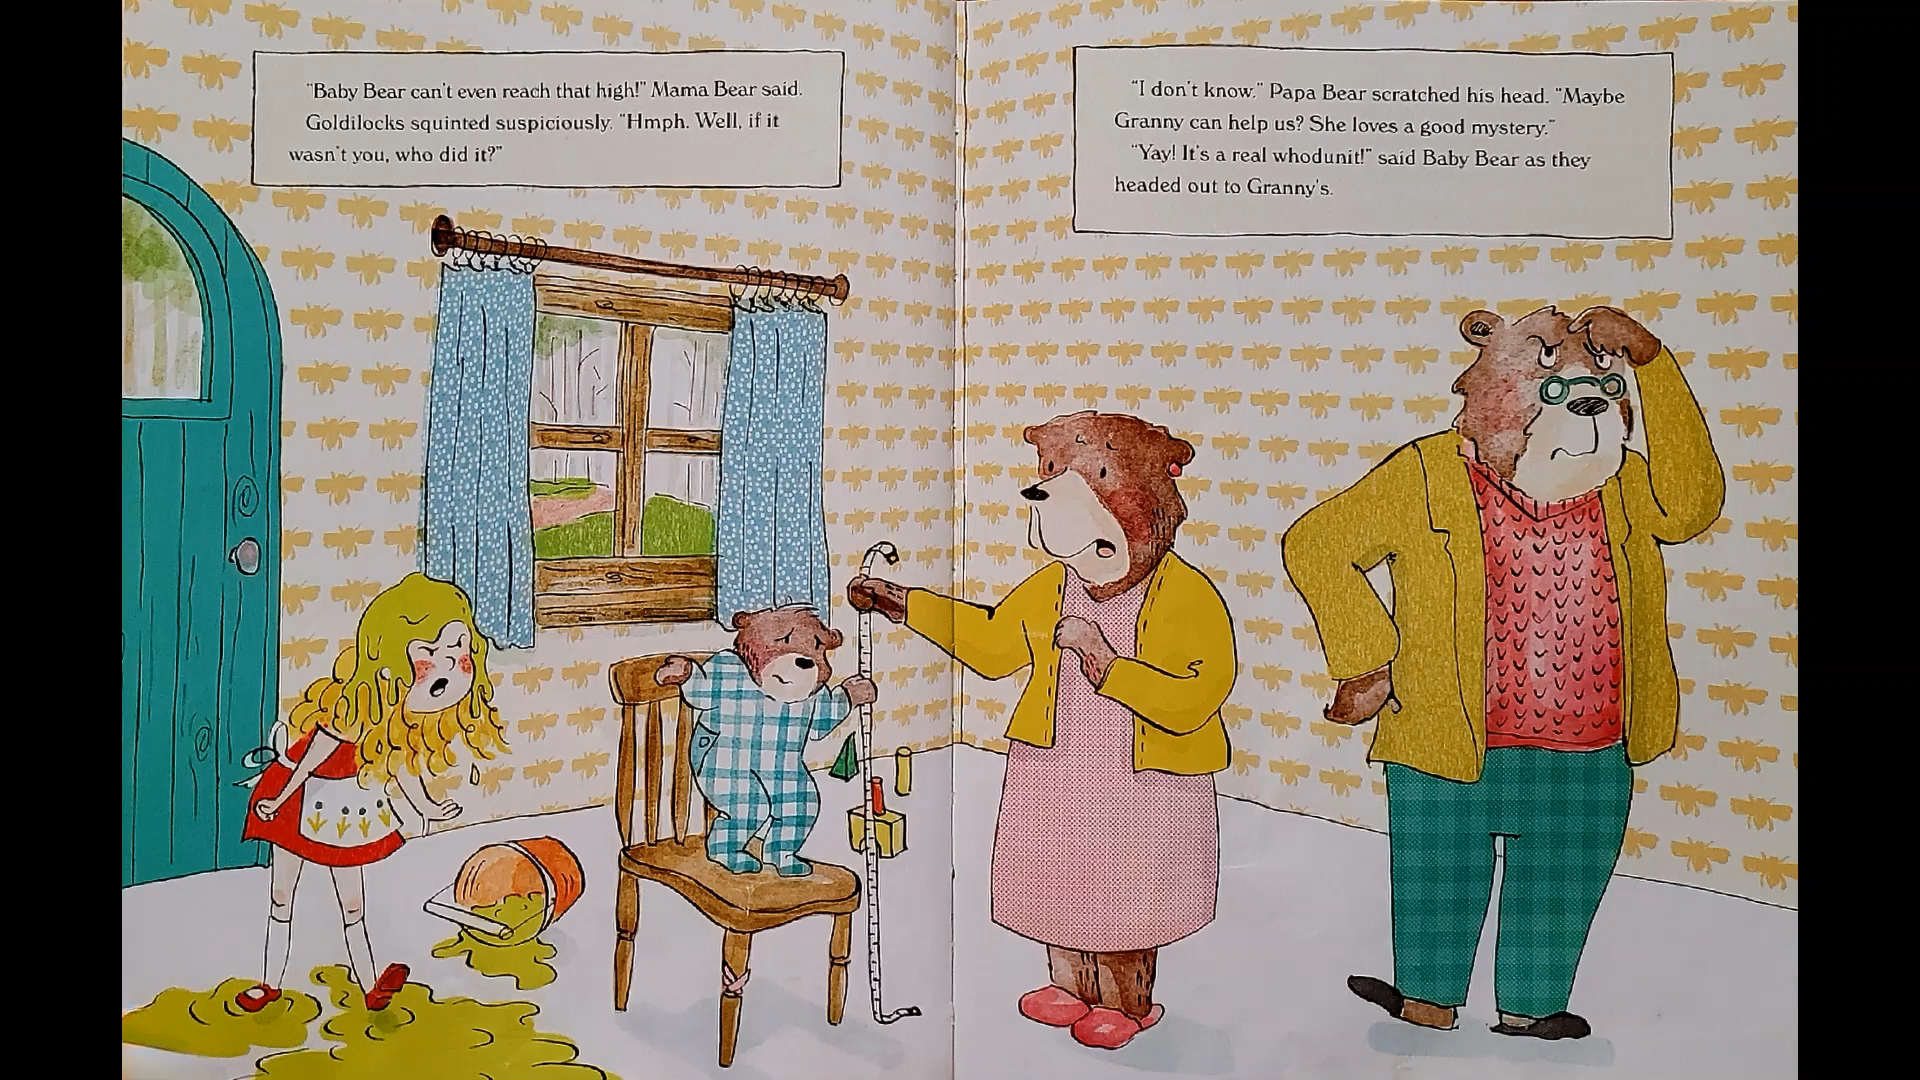 "Baby Bear can't even reach that high!" Mama Bear said.
Goldilocks squinted suspiciously. "Hmph. Well, if it
wasn't you, who did it?"
"I don't know." Papa Bear scratched his head. "Maybe
Granny can help us? She loves a good mystery."
"Yay! It's a real whodunit!" said Baby Bear as they
headed out to Granny's.